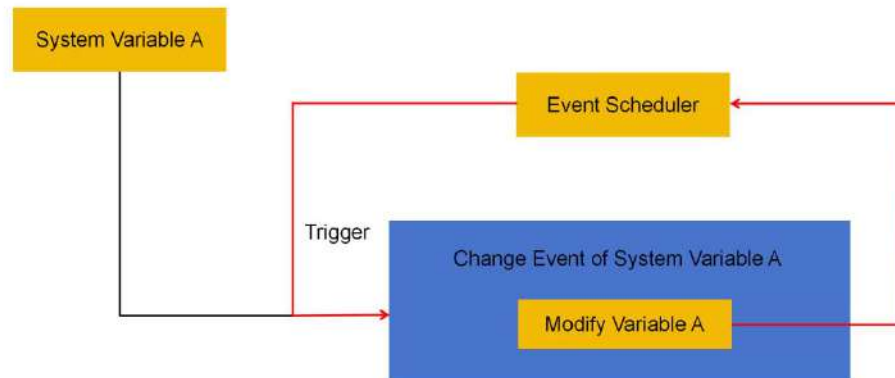 System Variable A
Event Scheduler
Trigger
Change Event of System Variable A
Modify Variable A